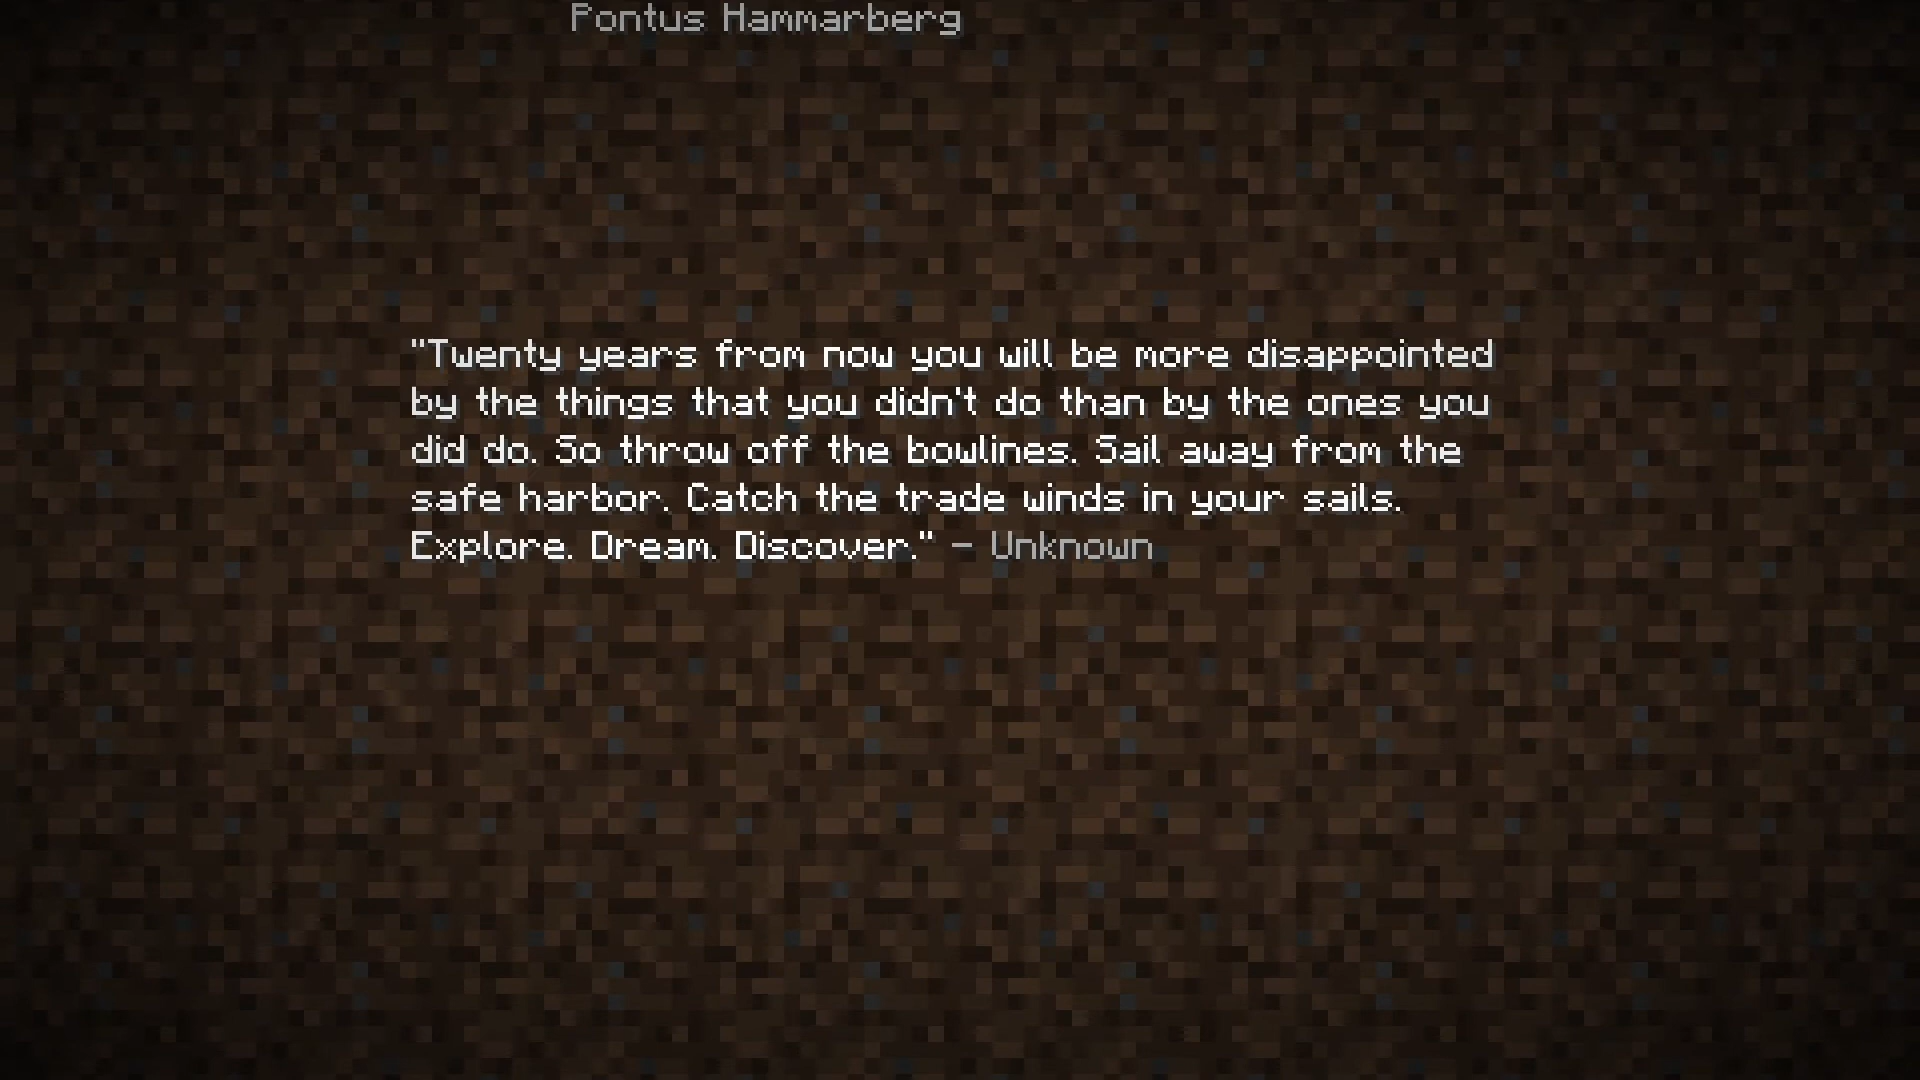 Pontus Hammarberg
"Twenty years from now you will be more disappointed
by the things that you didn't do than by the ones you
did do. So throw off the bowlines. Sail away from the
safe harbor. Catch the trade winds in your sails.
Explore. Dream. Discover." - Unknown